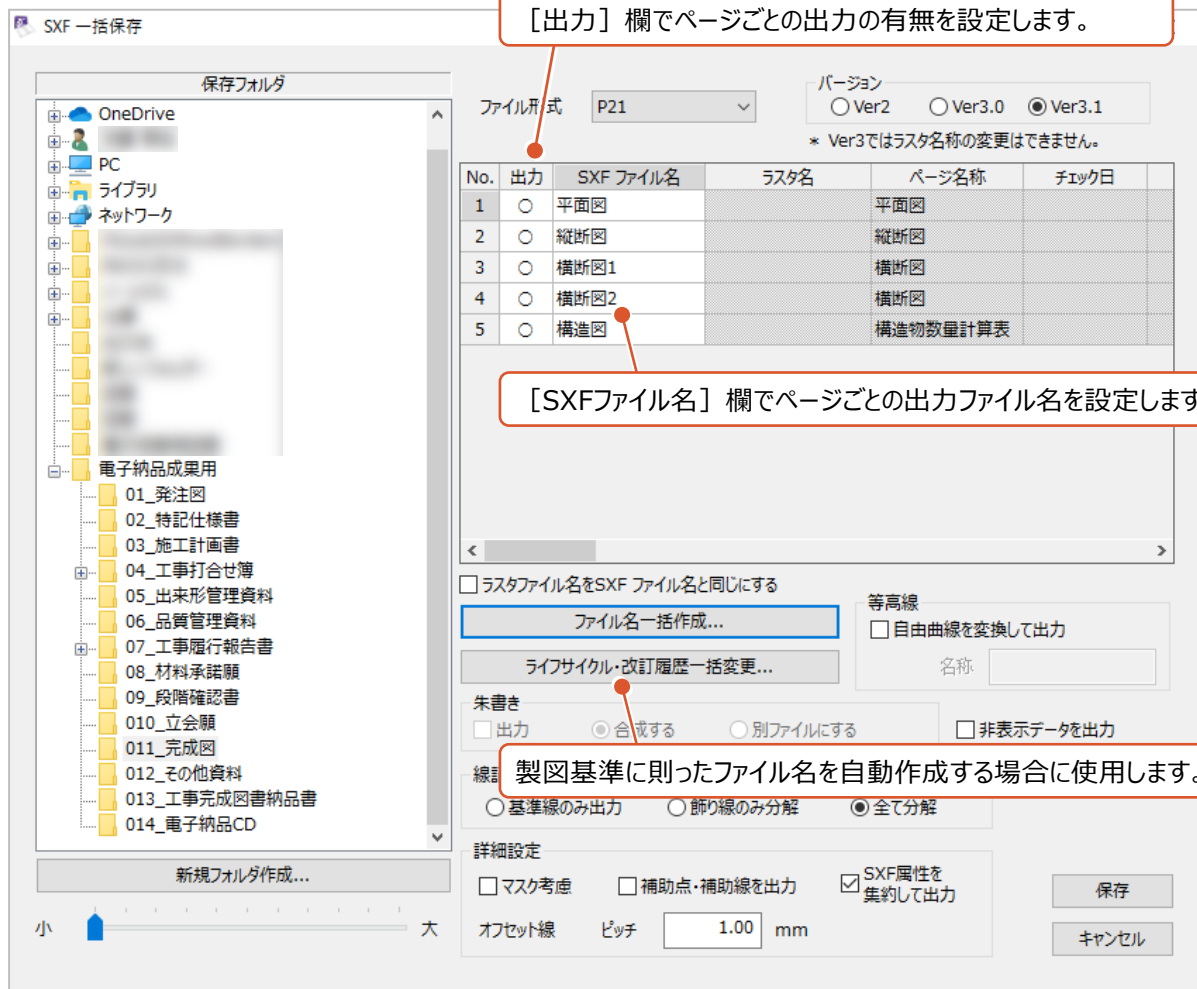 SXF 一括保存
［出力］欄でページごとの出力の有無を設定します。
保存フォルダ
OneDrive
PC
ライブラリ
ネットワーク
電子納品成果用
01_発注図
02_特記仕様書
03_施工計画書
04_工事打合せ簿
05_出来形管理資料
06_品質管理資料
07_工事履行報告書
08_材料承諾願
09_段階確認書
010_立会願
011_完成図
012_その他資料
013_工事完成図書納品書
014_電子納品CD
新規フォルダ作成...
小 大
ファイル形式 P21
バージョン
Ver2 Ver3.0 Ver3.1
* Ver3ではラスタ名称の変更はできません。
No. 出力 SXF ファイル名 ラスタ名 ページ名称 チェック日
1 ○ 平面図 平面図
2 ○ 縦断図 縦断図
3 ○ 横断図1 横断図
4 ○ 横断図2 横断図
5 ○ 構造図 構造物数量計算表
［SXFファイル名］欄でページごとの出力ファイル名を設定します
ラスタファイル名をSXF ファイル名と同じにする
ファイル名一括作成...
ライフサイクル・改訂履歴一括変更...
等高線
自由曲線を変換して出力
名称
朱書き
出力 合成する 別ファイルにする
非表示データを出力
製図基準に則ったファイル名を自動作成する場合に使用します。
基準線のみ出力 飾り線のみ分解 全て分解
詳細設定
マスク考慮 補助点・補助線を出力 SXF属性を
集約して出力
オフセット線 ピッチ 1.00 mm
保存
キャンセル